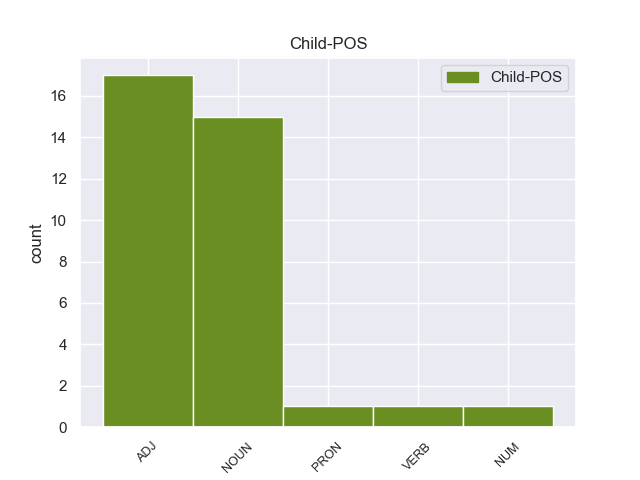 Child-POS
Child-POS
16
14
12
10
8
6
4
2
0
count
ADJ
NOUN
PRON
VERB
NUM